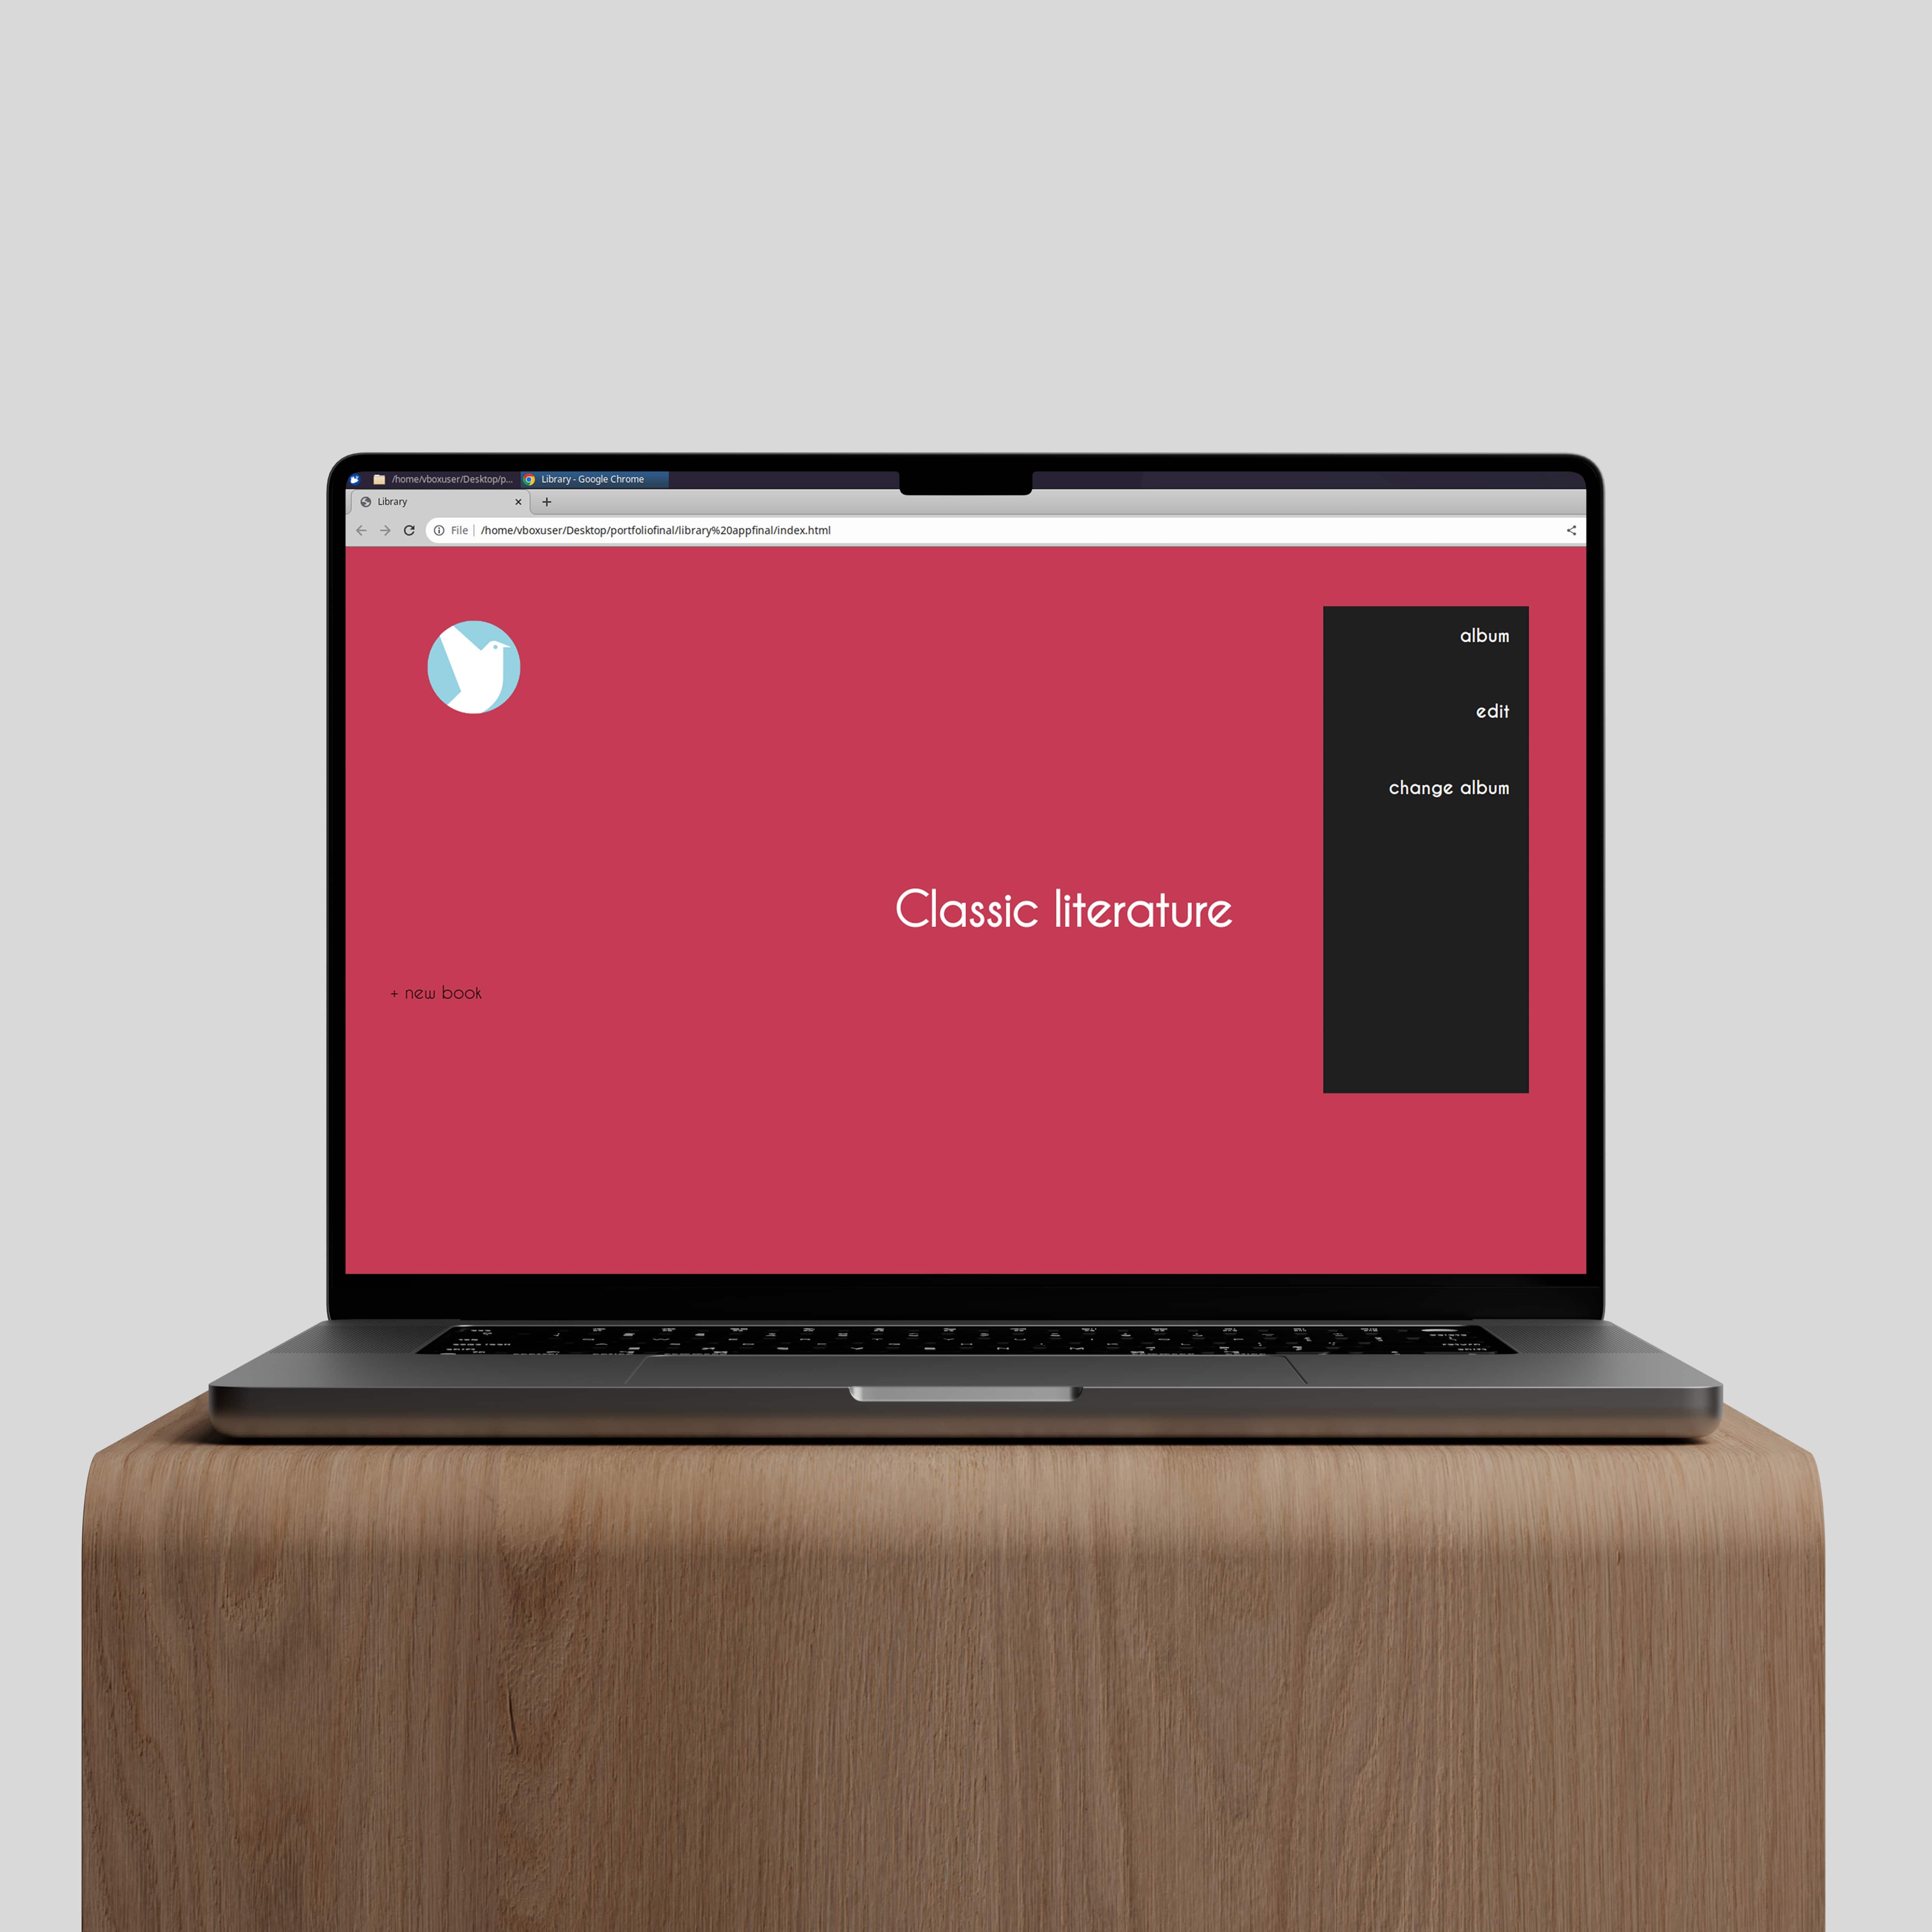 /home/vboxuser/Desktop/p... Library - Google Chrome
Library
File | /home/vboxuser/Desktop/portfoliofinal/library%20appfinal/index.html
album
edit
change album
Classic literature
+ new book